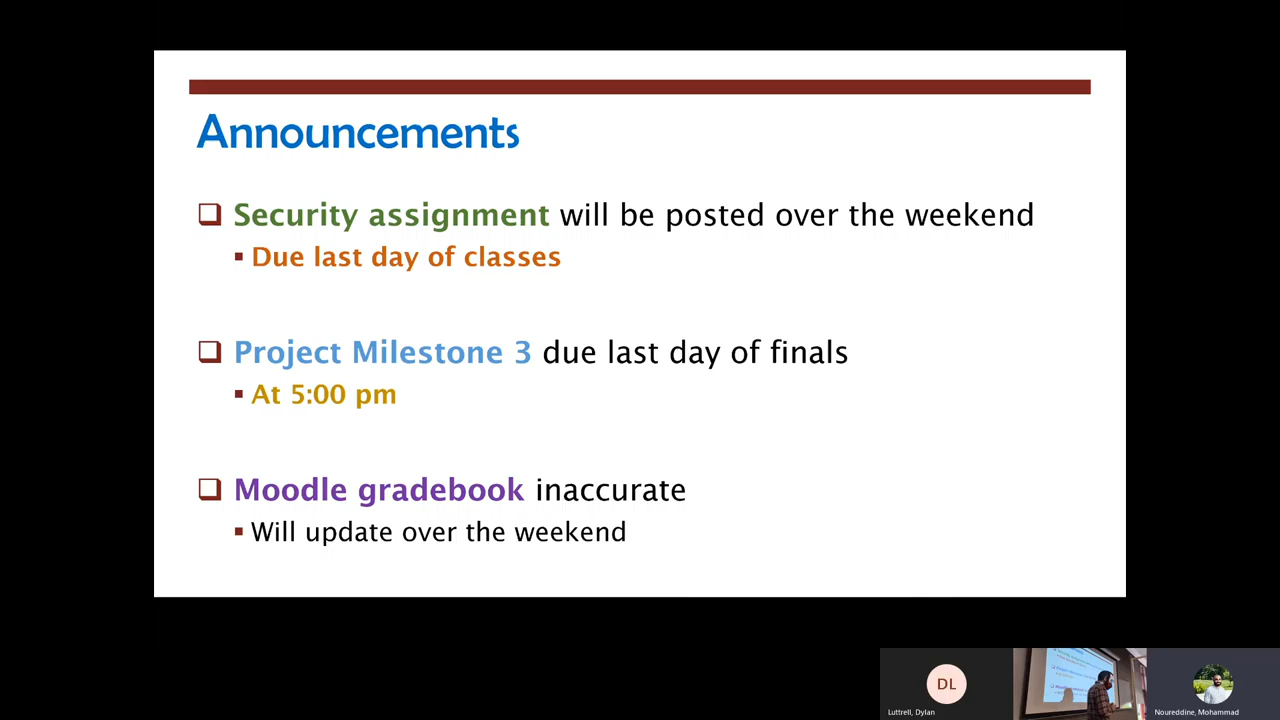 Announcements
Security assignment will be posted over the weekend
Due last day of classes
Project Milestone 3 due last day of finals
At 5:00 pm
Moodle gradebook inaccurate
Will update over the weekend
DL
Luttrell, Dylan
Noureddine, Mohammad